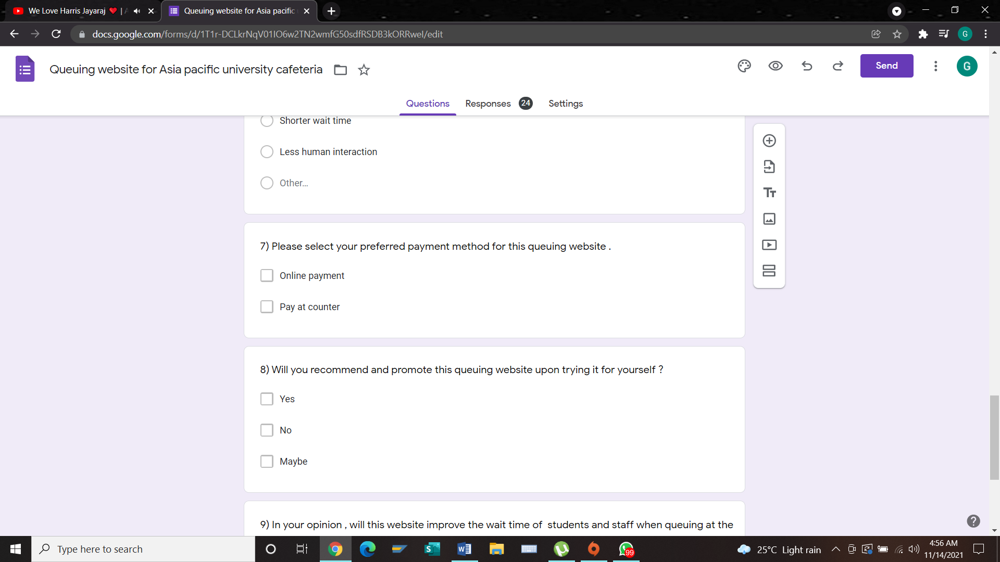 We Love Harris Jayaraj ❤️ | A
Queuing website for Asia pacific
docs.google.com/forms/d/1T1r-DCLkrNqV01IO6w2TN2wmfG50sdfRSDB3kORRweI/edit
G
Queuing website for Asia pacific university cafeteria
Send
G
Questions
Responses 24
Settings
Shorter wait time
Less human interaction
Other...
Tт
7) Please select your preferred payment method for this queuing website .
Online payment
Pay at counter
8) Will you recommend and promote this queuing website upon trying it for yourself ?
Yes
No
Maybe
9) In your opinion , will this website improve the wait time of  students and staff when queuing at the
Type here to search
S
W
99
25°C Light rain
4:56 AM
11/14/2021